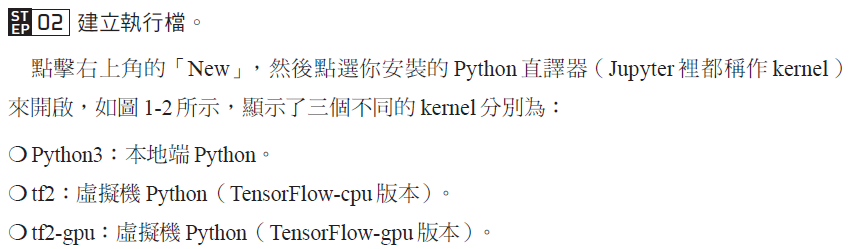 STEP 02 建立執行檔。
點擊右上角的「New」，然後點選你安裝的 Python 直譯器（Jupyter 裡都稱作 kernel）
來開啟，如圖 1-2 所示，顯示了三個不同的 kernel 分別為：
❍ Python3：本地端 Python。
❍ tf2：虛擬機 Python（TensorFlow-cpu 版本）。
❍ tf2-gpu：虛擬機 Python（TensorFlow-gpu 版本）。